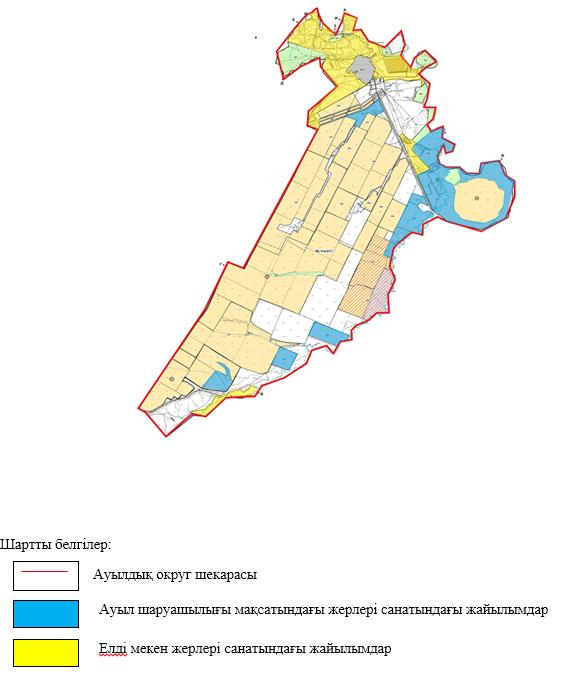 Шартты белгілер:
Ауылдық округ шекарасы
Ауыл шаруашылығы мақсатындағы жерлері санатындағы жайылымдар
Елді мекен жерлері санатындағы жайылымдар